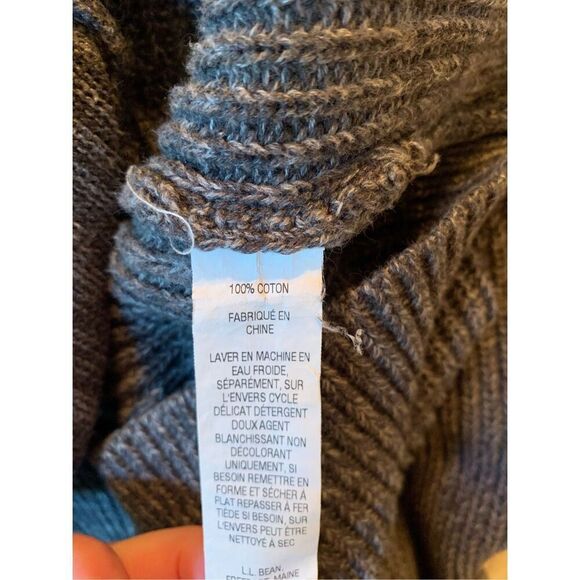 100% COTON
FABRIQUÉ EN
CHINE
LAVER EN MACHINE EN
EAU FROIDE,
SÉPARÉMENT, SUR
L'ENVERS CYCLE
DÉLICAT DÉTERGENT
DOUX AGENT
BLANCHISSANT NON
DÉCOLORANT
UNIQUEMENT, SI
BESOIN REMETTRE EN
FORME ET SÉCHER À
PLAT REPASSER À FER
TIÈDE SI BESOIN, SUR
L'ENVERS PEUT ÊTRE
NETTOYÉ À SEC
L.L. BEAN,
MAINE